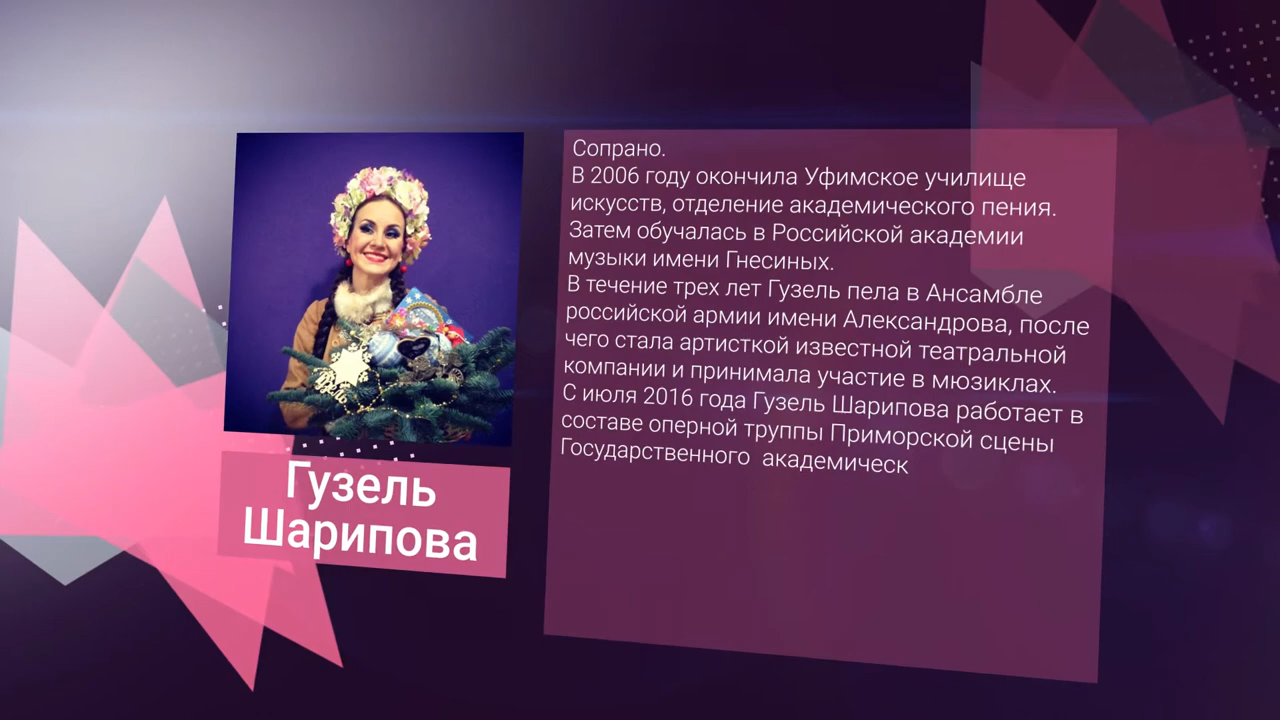 Сопрано.
В 2006 году окончила Уфимское училище
искусств, отделение академического пения.
Затем обучалась в Российской академии
музыки имени Гнесиных.
В течение трех лет Гузель пела в Ансамбле
российской армии имени Александрова, после
чего стала артисткой известной театральной
компании и принимала участие в мюзиклах.
С июля 2016 года Гузель Шарипова работает в
составе оперной труппы Приморской сцены
Государственного  академическ
Гузель
Шарипова